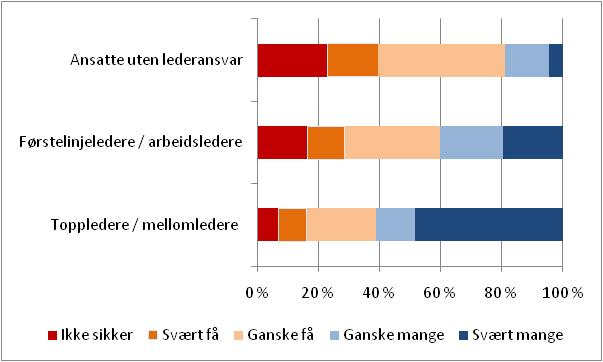 Ansatte uten lederansvar
Førstelinjeledere / arbeidsledere
Toppledere / mellomledere
0 % 20 % 40 % 60 % 80 % 100 %
Ikke sikker Svært få Ganske få Ganske mange Svært mange